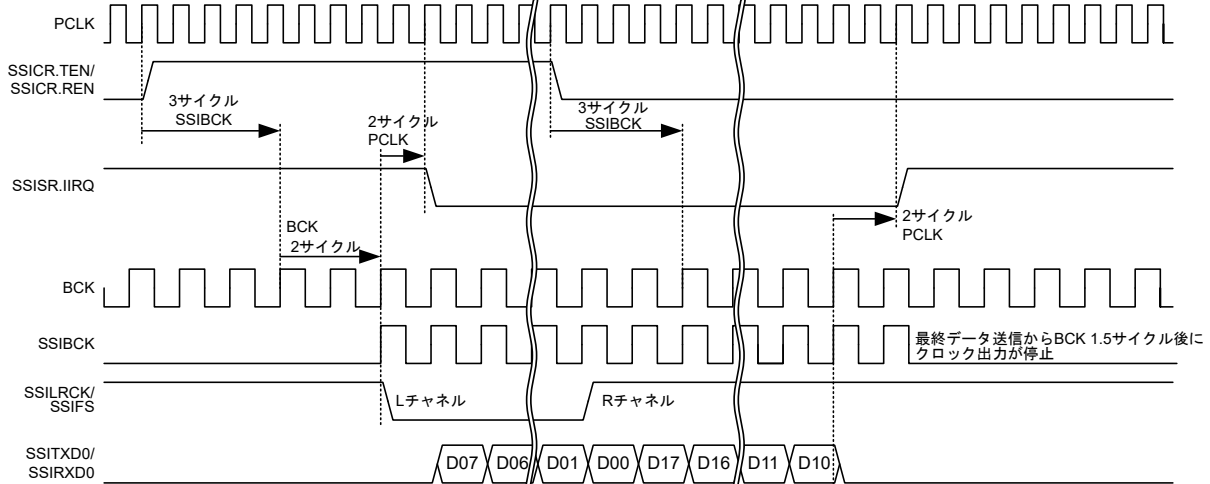 PCLK
SSICR.TEN/
SSICR.REN
3サイクル
SSIBCK
2サイクル
PCLK
3サイクル
SSIBCK
SSISR.IIRQ
BCK
2サイクル
2サイクル
PCLK
BCK
SSIBCK
最終データ送信からBCK 1.5サイクル後に
クロック出力が停止
SSILRCK/
SSIFS
Lチャネル
Rチャネル
SSITXD0/
SSIRXD0
D07 D06 D01 D00 D17 D16 D11 D10